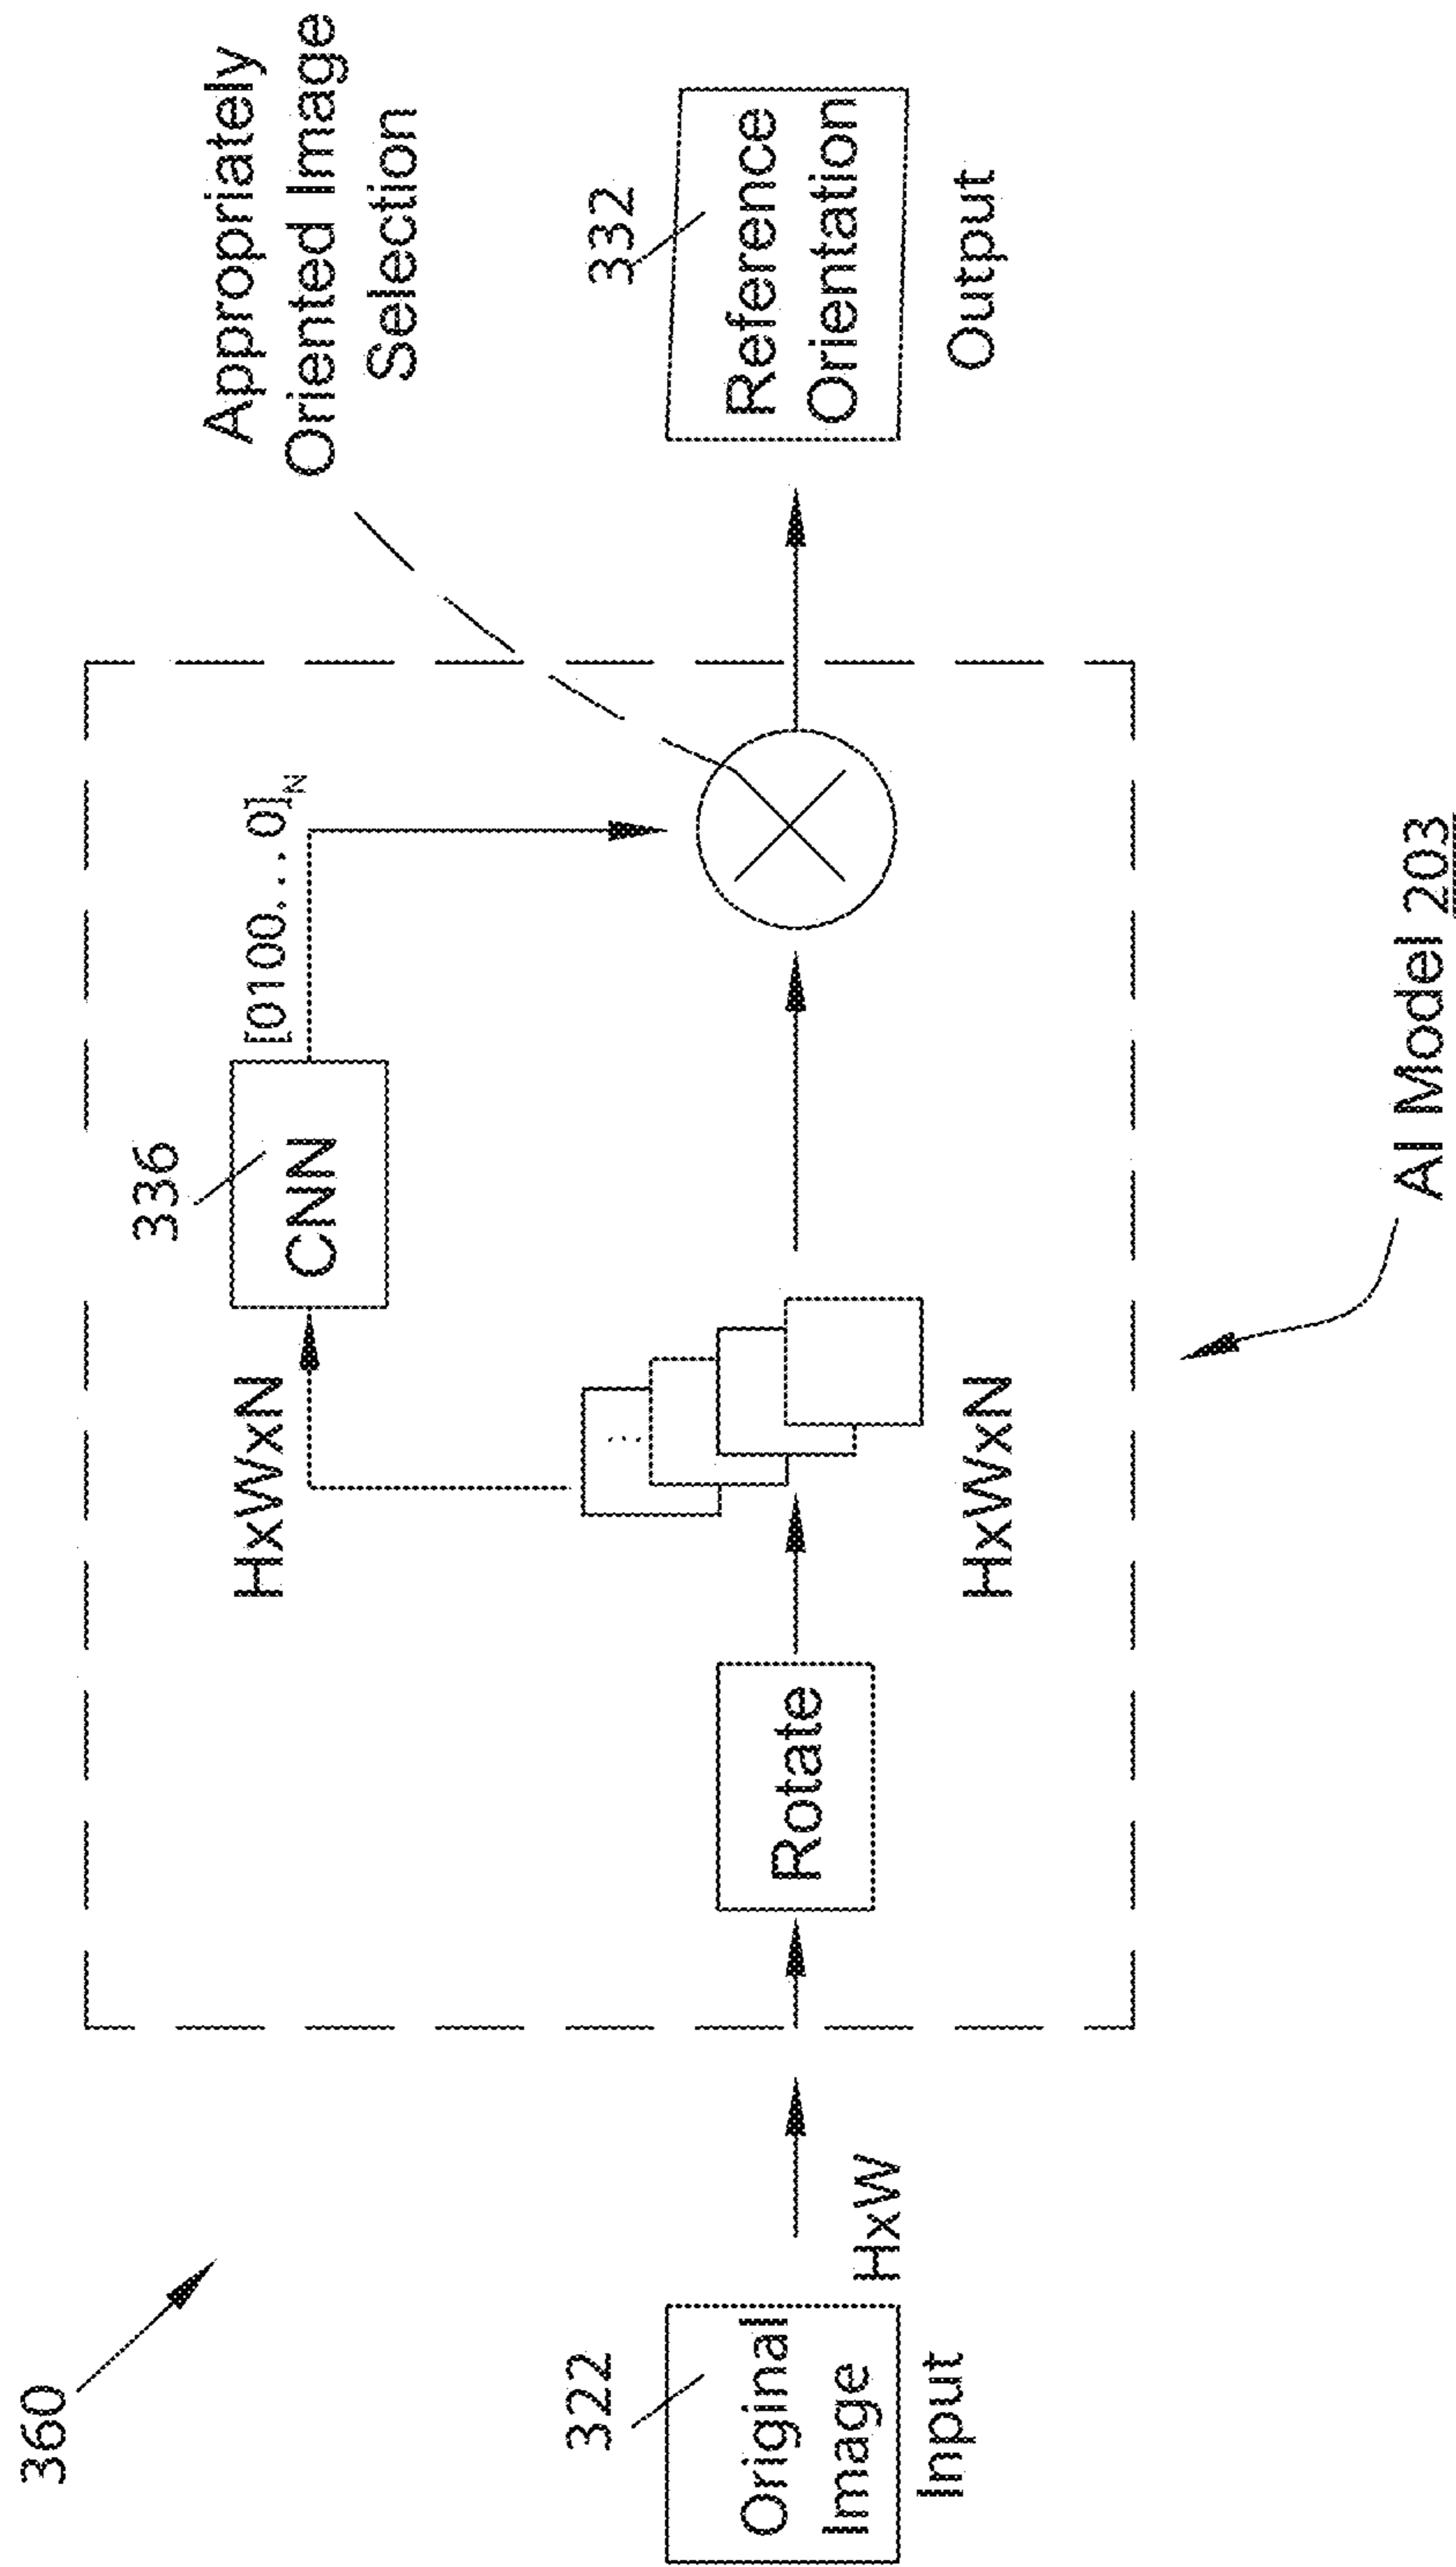 360
322
Original
Image
Input
HxW
Rotate
HxWxN
HxWxN
336
CNN
[0100...0]N
AI Model 203
Appropriately
Oriented Image
Selection
332
Reference
Orientation
Output